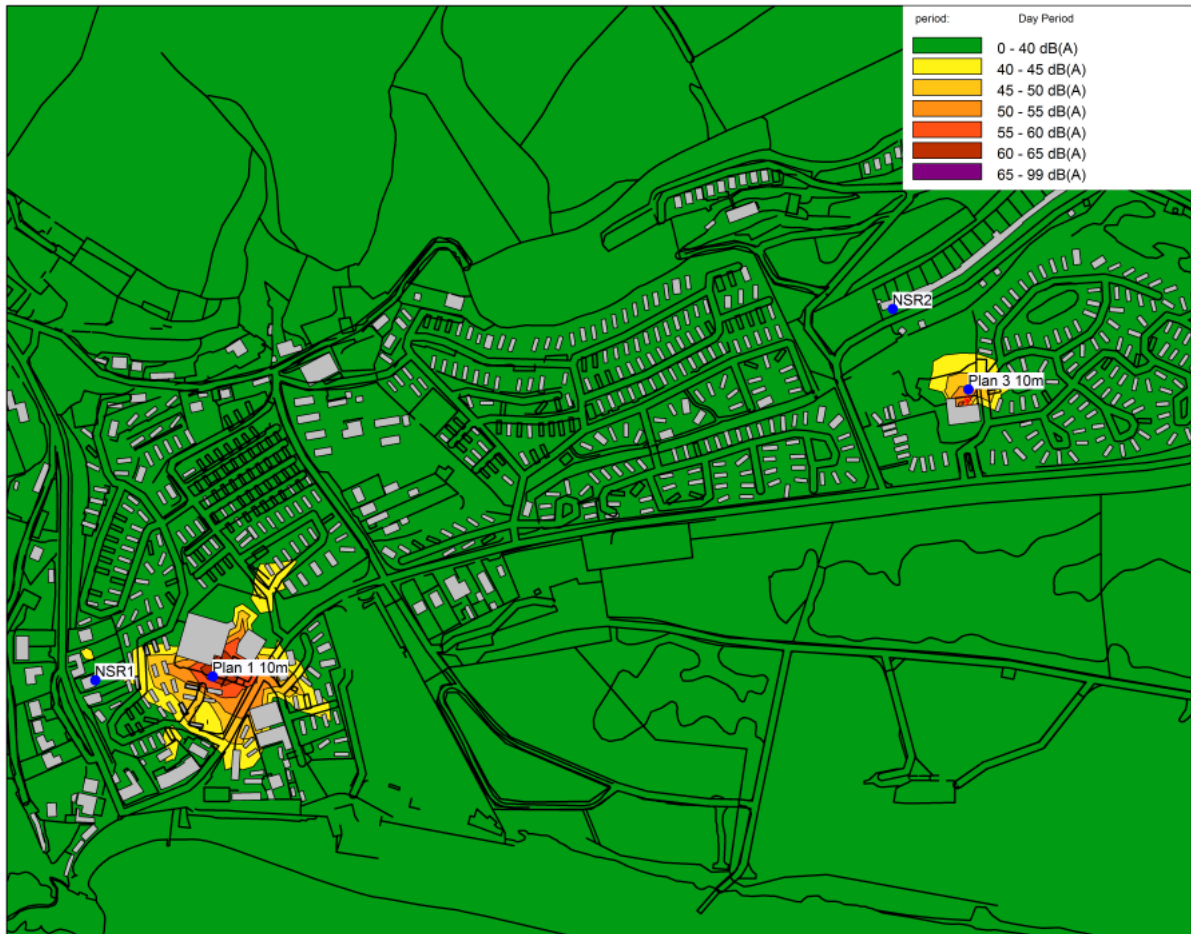 period: Day Period
0 - 40 dB(A)
40 - 45 dB(A)
45 - 50 dB(A)
50 - 55 dB(A)
55 - 60 dB(A)
60 - 65 dB(A)
65 - 99 dB(A)
NSR2
Plan 3 10m
Plan 1 10m
NSR1